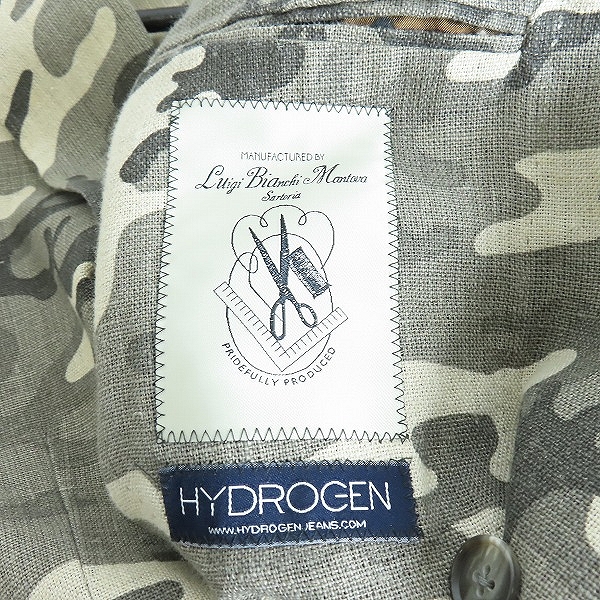 MANUFACTURED BY
Luigi Bianchi Mantova
Sartoria
PRIDEFULLY PRODUCED
HYDROGEN
WWW.HYDROGENJEANS.COM